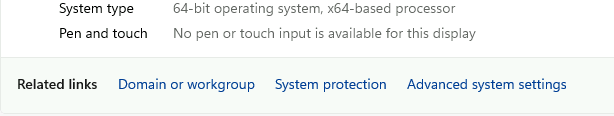 System type 64-bit operating system, x64-based processor
Pen and touch No pen or touch input is available for this display
Related links Domain or workgroup System protection Advanced system settings